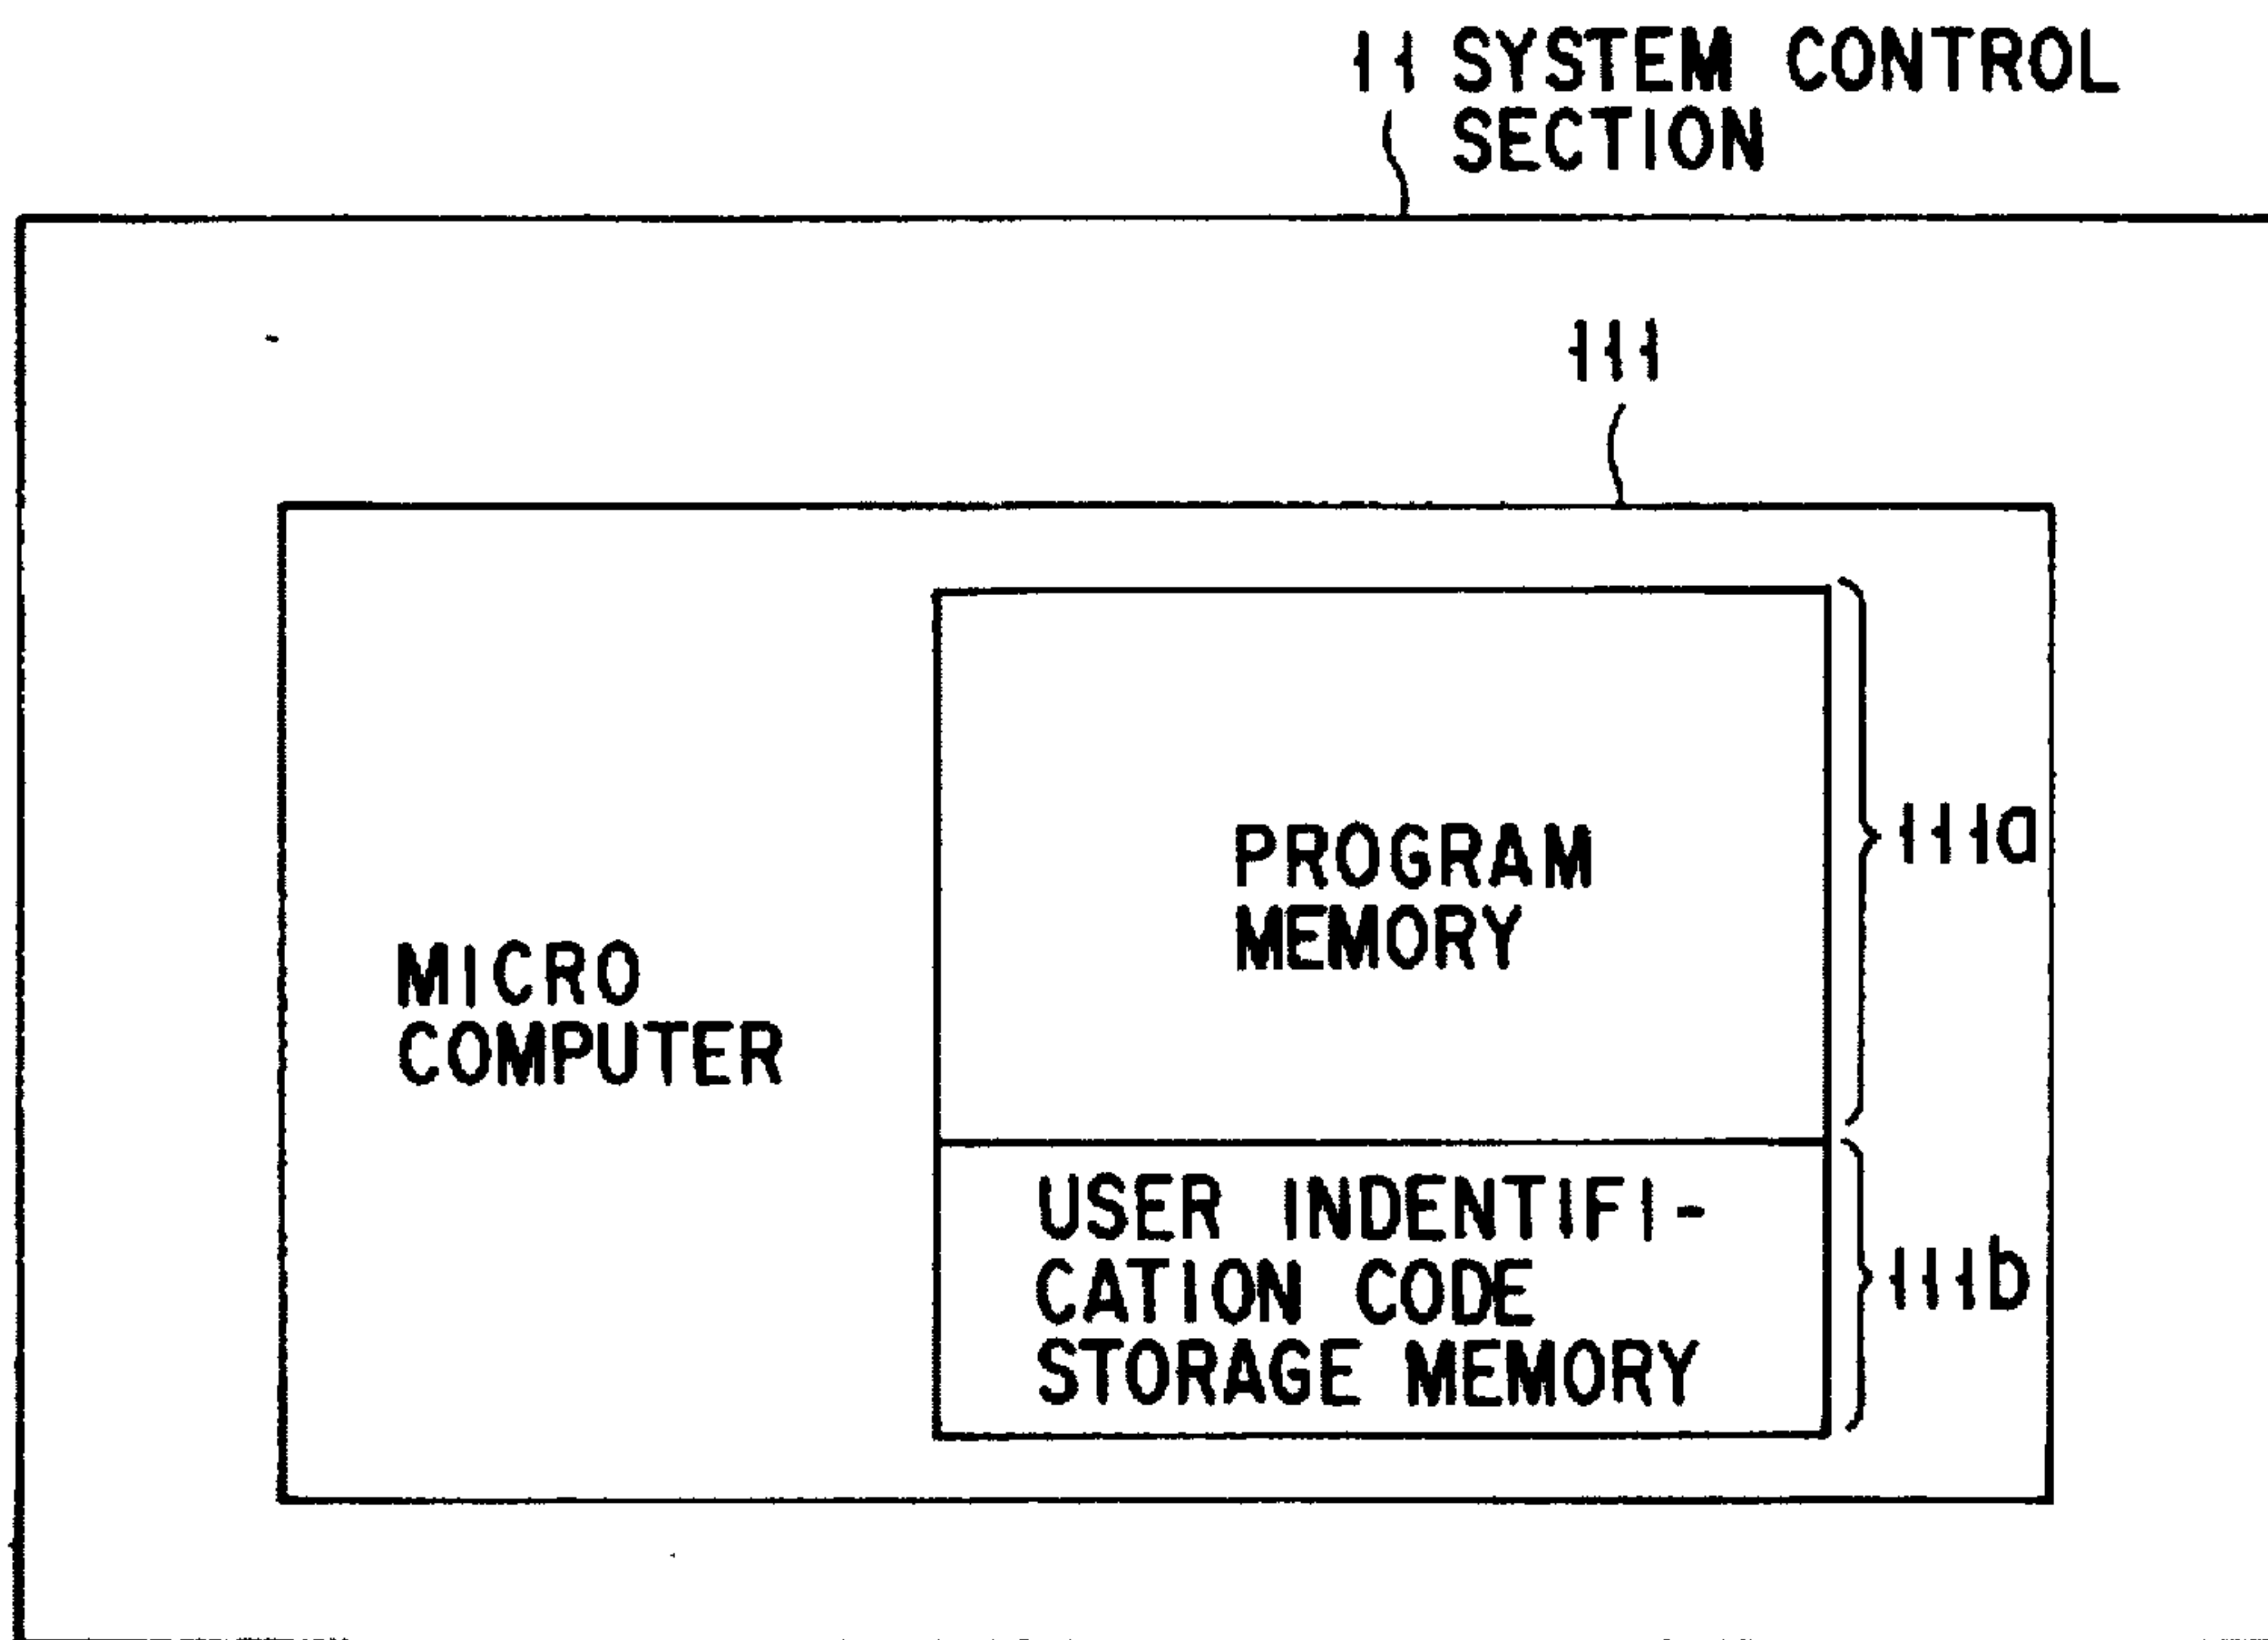 11 SYSTEM CONTROL
SECTION
111
PROGRAM
MEMORY
111a
MICRO
COMPUTER
USER INDENTIFI-
CATION CODE
STORAGE MEMORY
111b